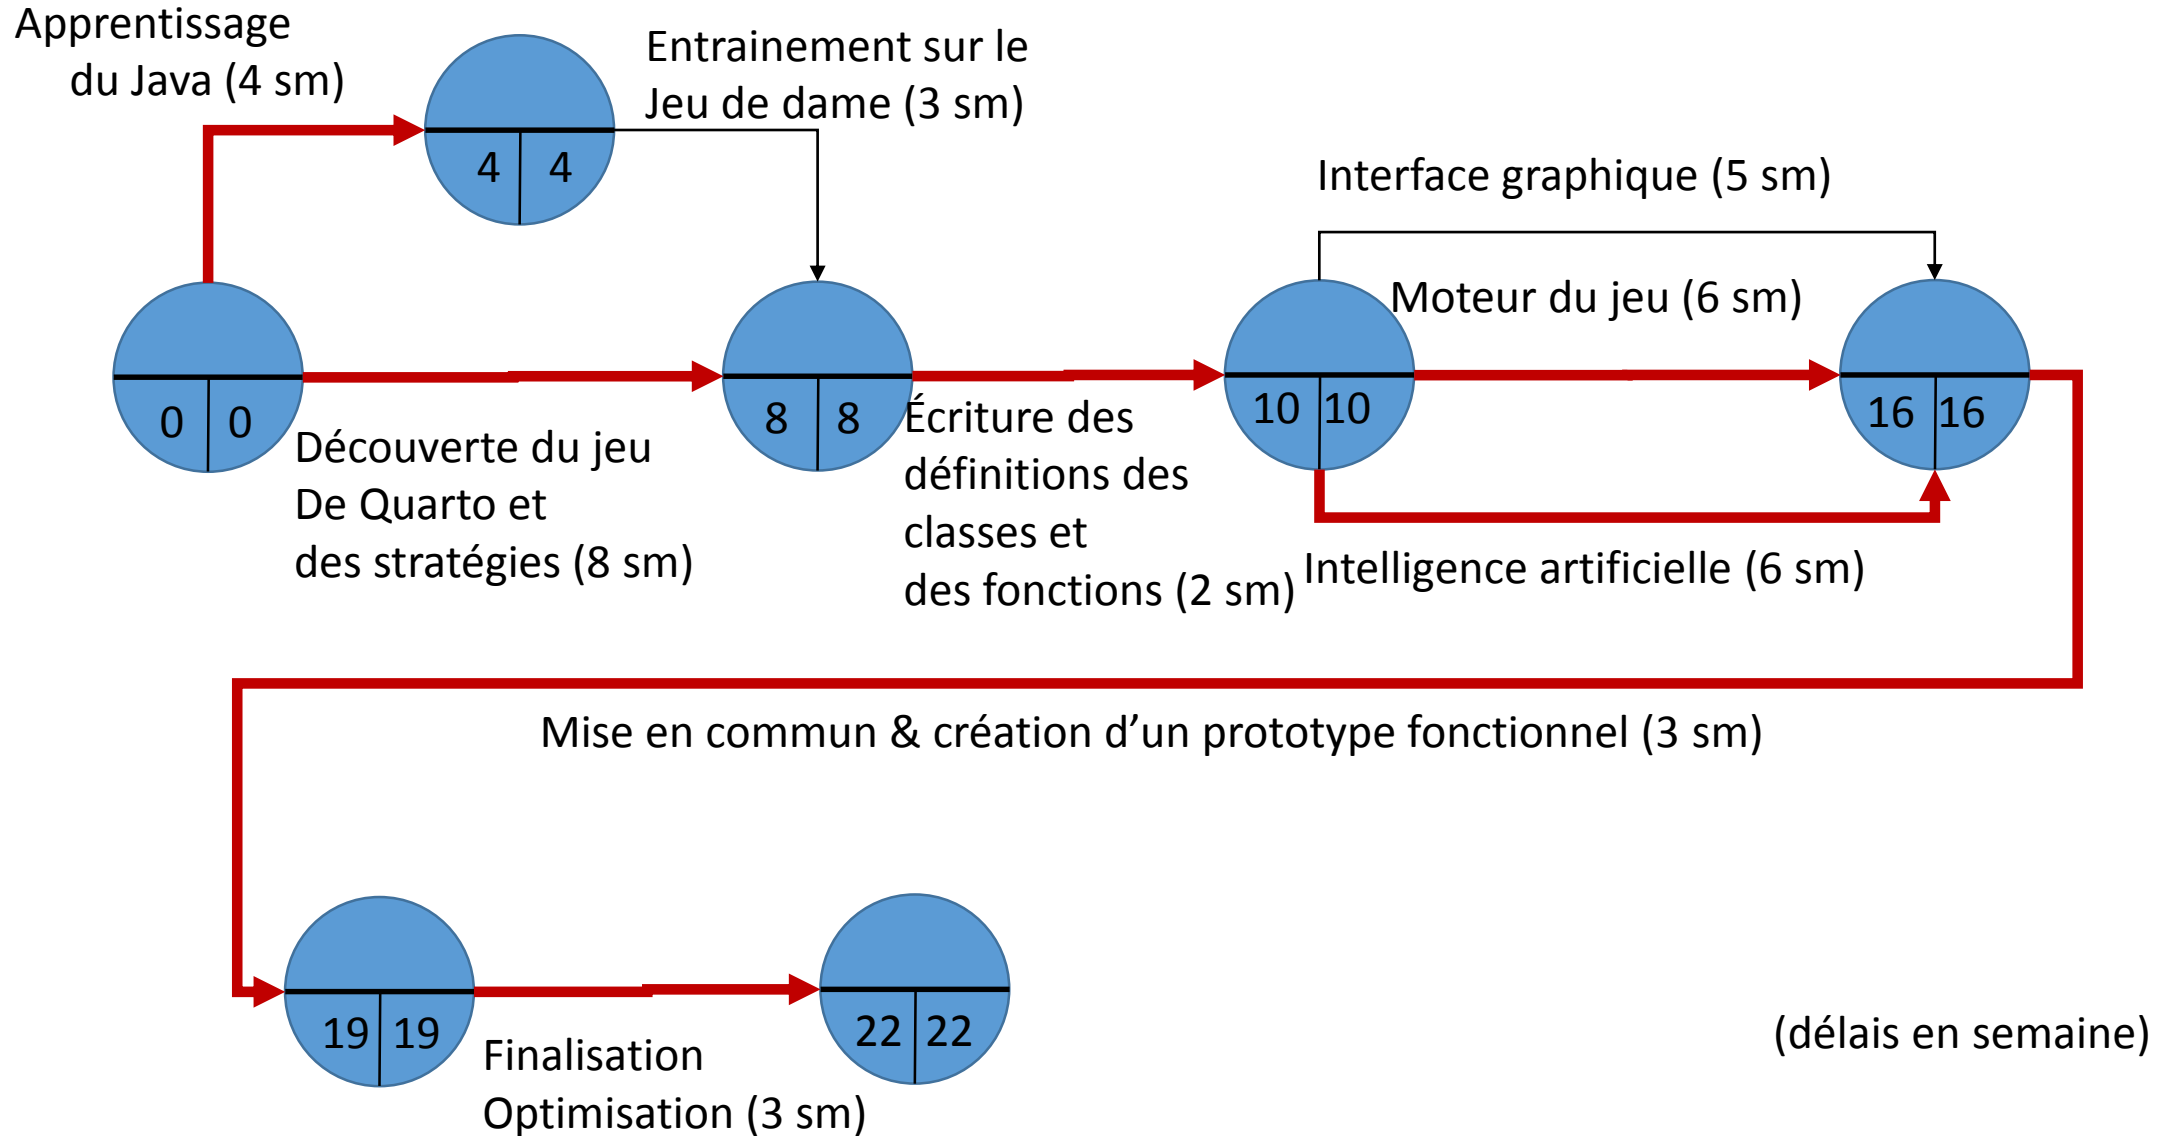 Apprentissage
du Java (4 sm)
Entrainement sur le
Jeu de dame (3 sm)
4 4
Interface graphique (5 sm)
Moteur du jeu (6 sm)
0 0
8 8
10 10
16 16
Découverte du jeu
De Quarto et
des stratégies (8 sm)
Écriture des
définitions des
classes et
des fonctions (2 sm)
Intelligence artificielle (6 sm)
Mise en commun & création d’un prototype fonctionnel (3 sm)
19 19
22 22
Finalisation
Optimisation (3 sm)
(délais en semaine)